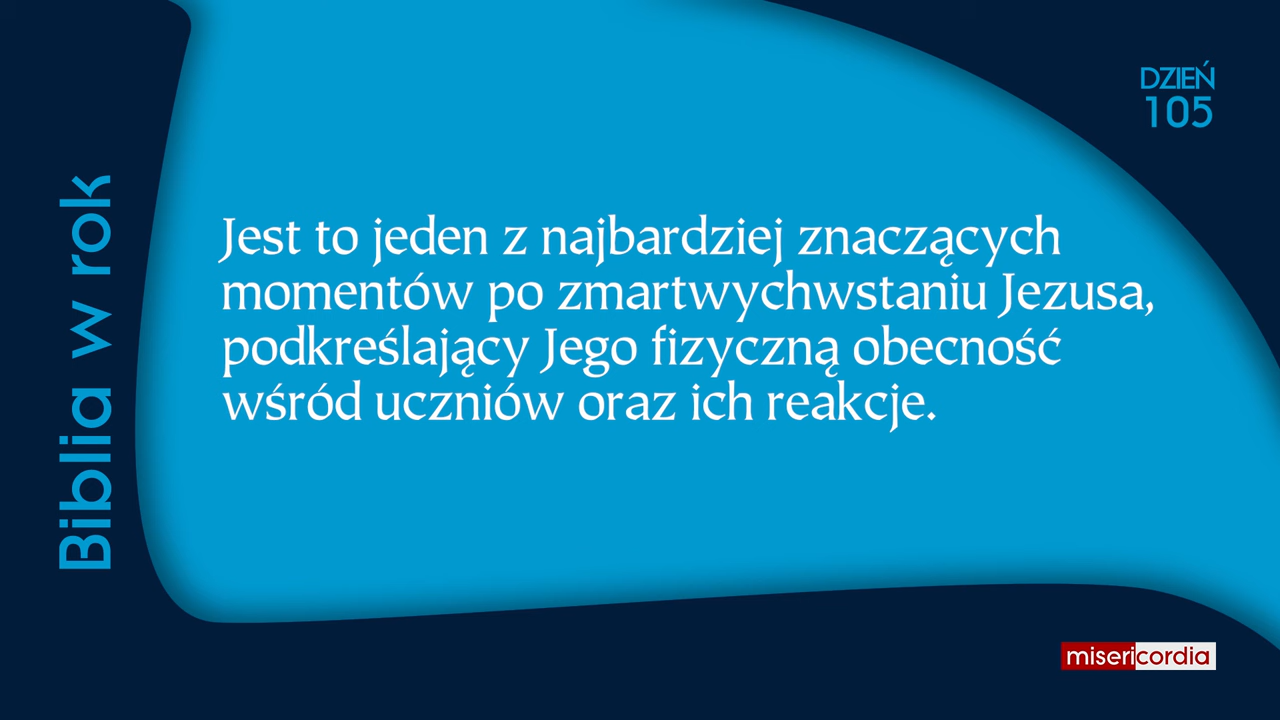 DZIEŃ
105
Biblia w rok
Jest to jeden z najbardziej znaczących
momentów po zmartwychwstaniu Jezusa,
podkreślający Jego fizyczną obecność
wśród uczniów oraz ich reakcje.
misericordia